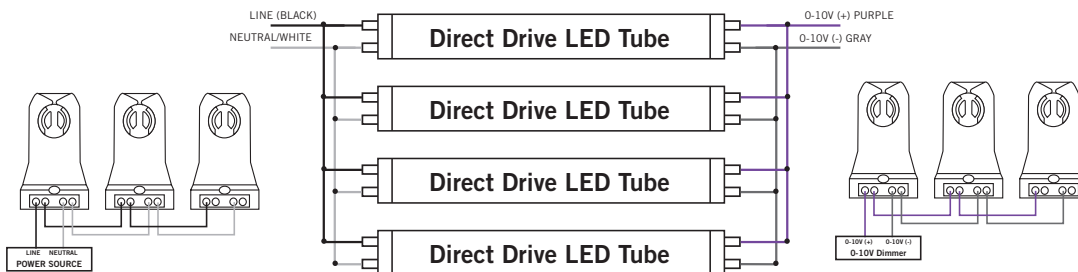 LINE (BLACK)
0-10V (+) PURPLE
NEUTRAL/WHITE
0-10V (-) GRAY
Direct Drive LED Tube
Direct Drive LED Tube
Direct Drive LED Tube
Direct Drive LED Tube
LINE NEUTRAL
POWER SOURCE
0-10V (+) 0-10V (-)
0-10V Dimmer